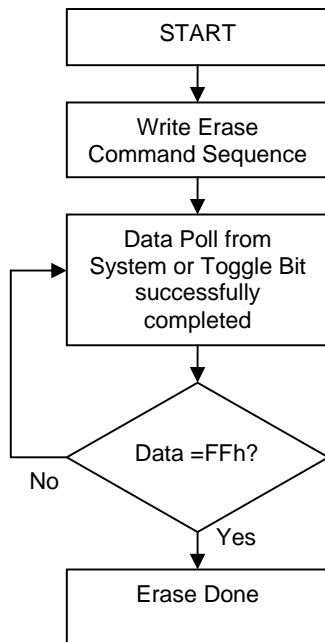 START
Write Erase
Command Sequence
Data Poll from
System or Toggle Bit
successfully
completed
Data =FFh?
No
Yes
Erase Done